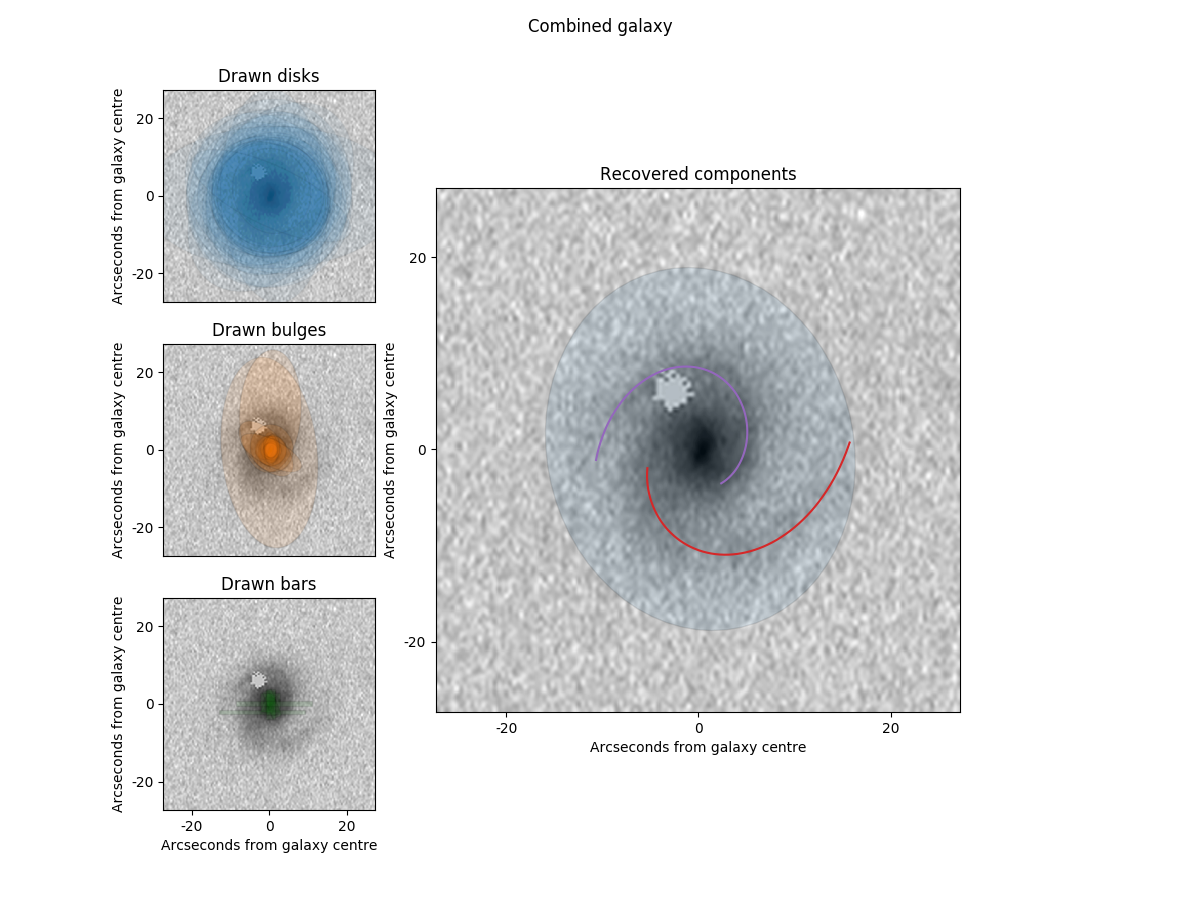 Combined galaxy
Drawn disks
Arcseconds from galaxy centre
20
0
-20
Drawn bulges
Arcseconds from galaxy centre
20
0
-20
Drawn bars
Arcseconds from galaxy centre
20
0
-20
-20 0 20
Arcseconds from galaxy centre
Recovered components
Arcseconds from galaxy centre
20
0
-20
-20 0 20
Arcseconds from galaxy centre